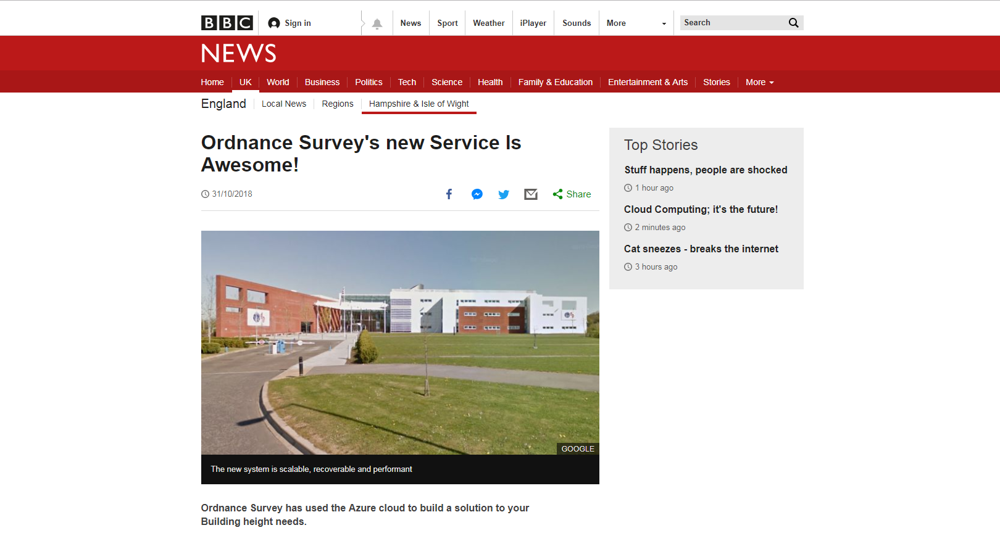 BBC
Sign in
News
Sport
Weather
iPlayer
Sounds
More
Search
NEWS
Home
UK
World
Business
Politics
Tech
Science
Health
Family & Education
Entertainment & Arts
Stories
More
England
Local News
Regions
Hampshire & Isle of Wight
Ordnance Survey's new Service Is
Awesome!
31/10/2018
Share
GOOGLE
The new system is scalable, recoverable and performant
Ordnance Survey has used the Azure cloud to build a solution to your
Building height needs.
Top Stories
Stuff happens, people are shocked
1 hour ago
Cloud Computing; it's the future!
2 minutes ago
Cat sneezes - breaks the internet
3 hours ago